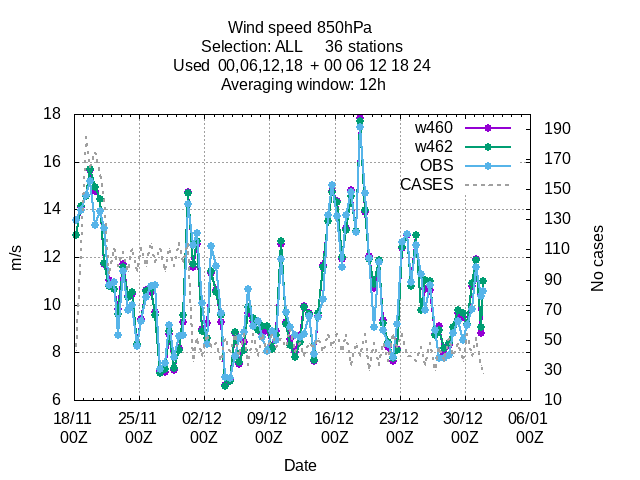 Wind speed 850hPa
Selection: ALL 36 stations
Used 00,06,12,18 + 00 06 12 18 24
Averaging window: 12h
w460
w462
OBS
CASES
18
16
14
12
10
8
6
190
170
150
130
110
90
70
50
30
10
m/s
No cases
18/11 25/11 02/12 09/12 16/12 23/12 30/12 06/01
00Z 00Z 00Z 00Z 00Z 00Z 00Z 00Z
Date